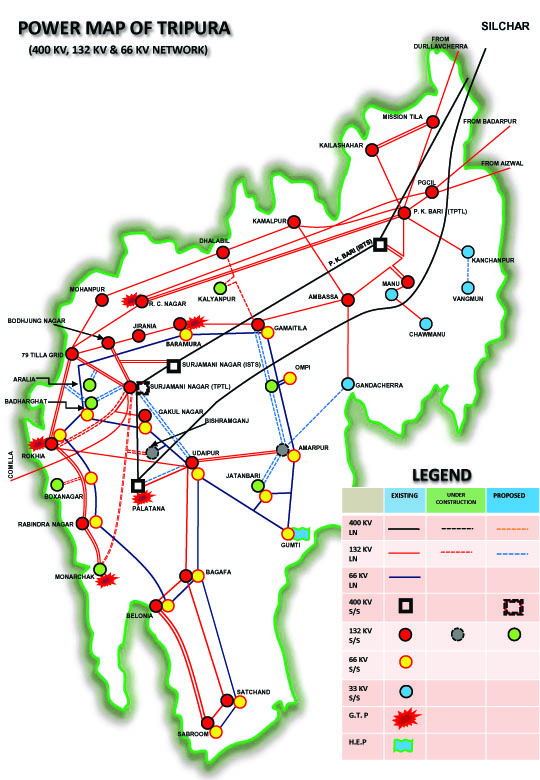 POWER MAP OF TRIPURA
(400 KV, 132 KV & 66 KV NETWORK)
SILCHAR
FROM
DURLLAVCHERRA
MISSION TILA
FROM BADARPUR
KAILASHAHAR
FROM AIZWAL
PGCIL
P. K. BARI (TPTL)
KAMALPUR
DHALABIL
P. K. BARI (ISTS)
KANCHANPUR
MOHANPUR
R. C. NAGAR
KALYANPUR
AMBASSA
MANU
VANGMUN
BODHJUNG NAGAR
JIRANIA
BARAMURA
GAMAITILA
CHAWMANU
79 TILLA GRID
SURJAMANI NAGAR (ISTS)
OMPI
ARALIA
SURJAMANI NAGAR (TPTL)
GANDACHERRA
BADHARGHAT
GAKUL NAGAR
BISHRAMGANJ
ROKHIA
COMILLA
UDAIPUR
AMARPUR
BOXANAGAR
PALATANA
JATANBARI
RABINDRA NAGAR
GUMTI
MONARCHAK
BAGAFA
BELONIA
SATCHAND
SABROOM
LEGEND
EXISTING
UNDER
CONSTRUCTION
PROPOSED
400 KV
LN
132 KV
LN
66 KV
LN
400 KV
S/S
132 KV
S/S
66 KV
S/S
33 KV
S/S
G.T. P
H.E.P